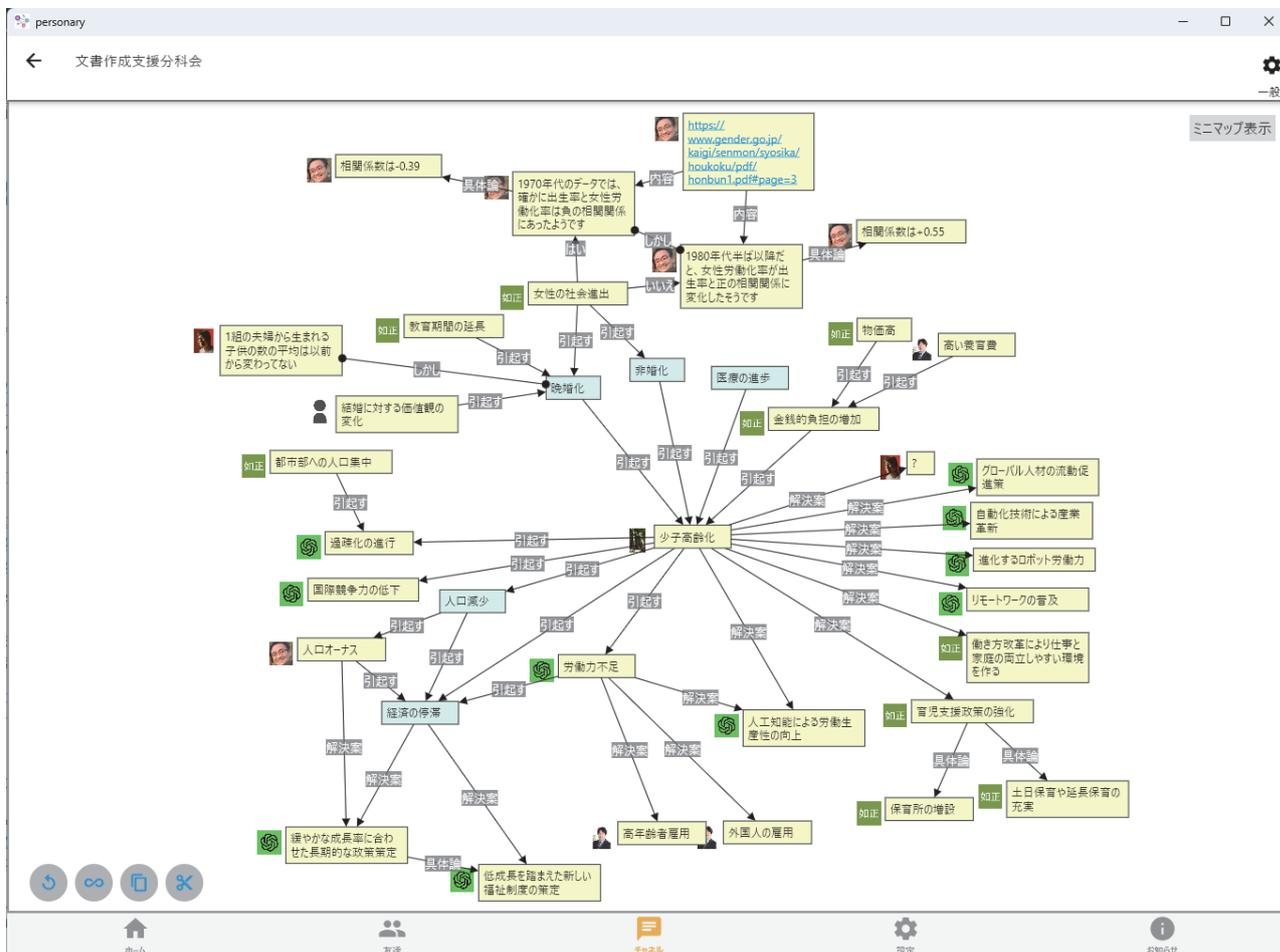 personary
文書作成支援分科会
一般
ミニマップ表示
https://
www.gender.go.jp/
kaigi/senmon/syosika/
houkoku/pdf/
honbun1.pdf#page=3
相関係数は-0.39
具体論
内容
1970年代のデータでは、
確かに出生率と女性労
働化率は負の相関関係
にあったようです
内容
しかし
相関係数は+0.55
はい
具体論
1980年代半ば以降だ
と、女性労働化率が出
生率と正の相関関係に
変化したそうです
いいえ
如正
女性の社会進出
如正
教育期間の延長
1組の夫婦から生まれる
子供の数の平均は以前
から変わってない
引起す
引起す
引起す
如正
物価高
高い養育費
しかし
晩婚化
非婚化
医療の進歩
引起す
引起す
結婚に対する価値観の
変化
引起す
如正
金銭的負担の増加
如正
都市部への人口集中
引起す
引起す
引起す
引起す
?
グローバル人材の流動促
進策
解決案
引起す
解決案
自動化技術による産業
革新
解決案
過疎化の進行
引起す
少子高齢化
解決案
進化するロボット労働力
引起す
引起す
解決案
国際競争力の低下
人口減少
引起す
解決案
リモートワークの普及
引起す
引起す
解決案
解決案
如正
働き方改革により仕事と
家庭の両立しやすい環境
を作る
人口オーナス
引起す
労働力不足
引起す
引起す
解決案
経済の停滞
人工知能による労働生
産性の向上
如正
育児支援政策の強化
解決案
解決案
解決案
解決案
具体論
具体論
解決案
如正
保育所の増設
如正
土日保育や延長保育の
充実
緩やかな成長率に合わ
せた長期的な政策策定
高年齢者雇用
外国人の雇用
具体論
低成長を踏まえた新しい
福祉制度の策定
ホーム
友達
チャネル
設定
お知らせ